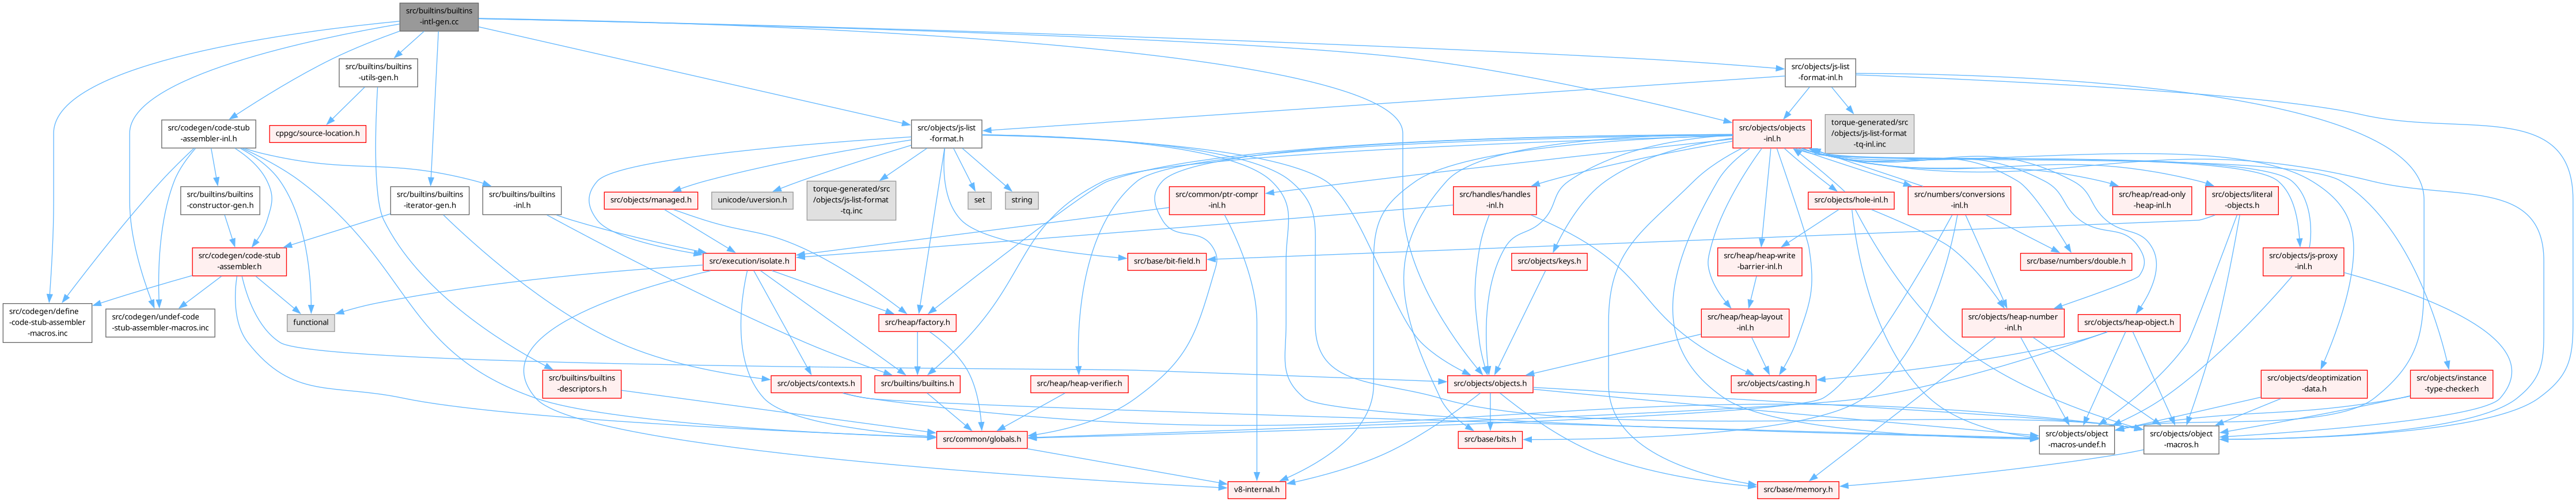 src/builtins/builtins
-intl-gen.cc
src/builtins/builtins
-utils-gen.h
src/objects/js-list
-format-inl.h
src/codegen/code-stub
-assembler-inl.h
cppgc/source-location.h
src/objects/js-list
-format.h
src/objects/objects
-inl.h
torque-generated/src
/objects/js-list-format
-tq-inl.inc
src/builtins/builtins
-constructor-gen.h
src/builtins/builtins
-iterator-gen.h
src/builtins/builtins
-inl.h
src/objects/managed.h
unicode/uversion.h
torque-generated/src
/objects/js-list-format
-tq.inc
set
string
src/common/ptr-compr
-inl.h
src/handles/handles
-inl.h
src/objects/hole-inl.h
src/numbers/conversions
-inl.h
src/heap/read-only
-heap-inl.h
src/objects/literal
-objects.h
src/codegen/code-stub
-assembler.h
src/execution/isolate.h
src/base/bit-field.h
src/objects/keys.h
src/heap/heap-write
-barrier-inl.h
src/base/numbers/double.h
src/objects/js-proxy
-inl.h
src/codegen/define
-code-stub-assembler
-macros.inc
src/codegen/undef-code
-stub-assembler-macros.inc
functional
src/heap/factory.h
src/heap/heap-layout
-inl.h
src/objects/heap-number
-inl.h
src/objects/heap-object.h
src/builtins/builtins
-descriptors.h
src/objects/contexts.h
src/builtins/builtins.h
src/heap/heap-verifier.h
src/objects/objects.h
src/objects/casting.h
src/objects/deoptimization
-data.h
src/objects/instance
-type-checker.h
src/common/globals.h
src/base/bits.h
src/objects/object
-macros-undef.h
src/objects/object
-macros.h
v8-internal.h
src/base/memory.h